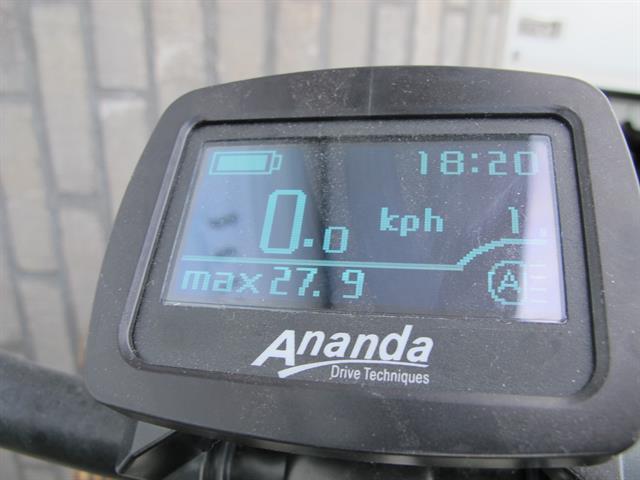 18:20
0.0 kph 1
max 27.9 A
Ananda
Drive Techniques